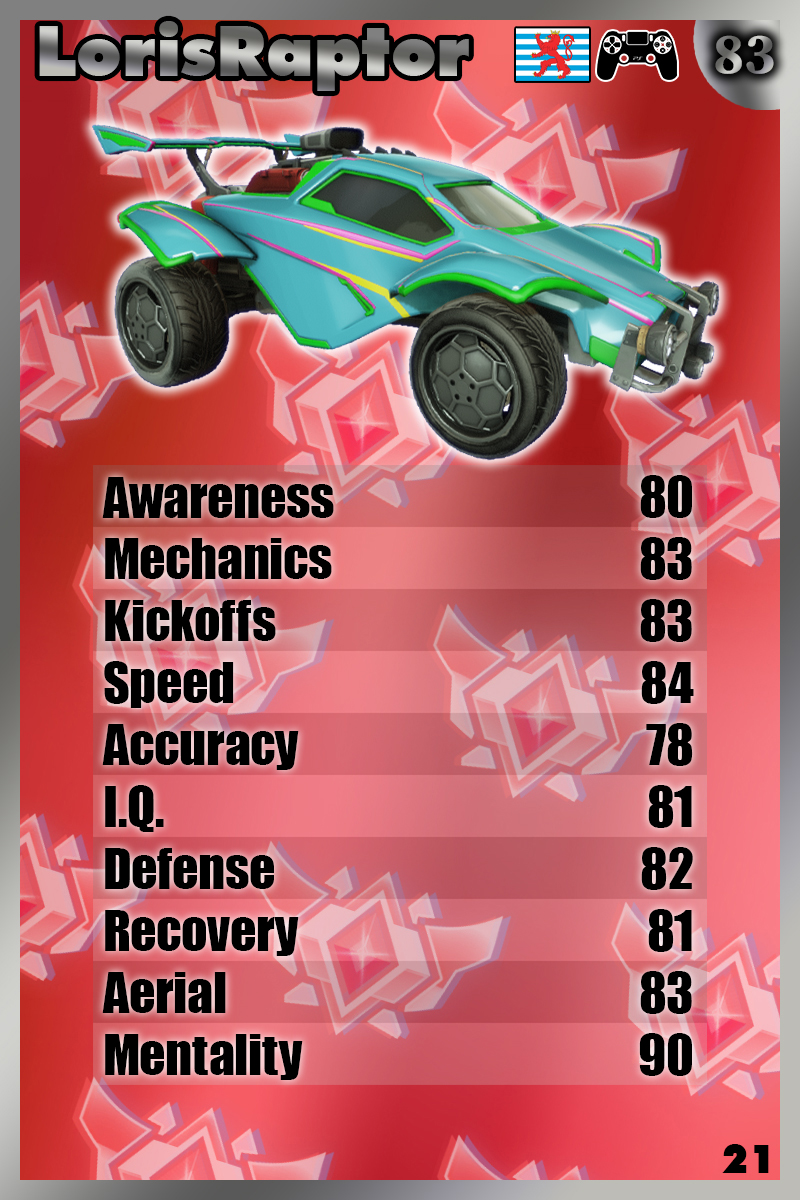 LorisRaptor 83
Awareness 80
Mechanics 83
Kickoffs 83
Speed 84
Accuracy 78
I.Q. 81
Defense 82
Recovery 81
Aerial 83
Mentality 90
21